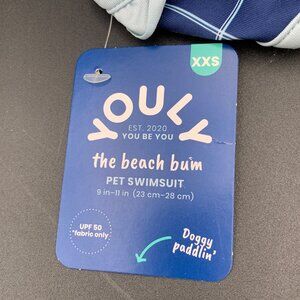 XXS
YOULY
EST. 2020
YOU BE YOU
the beach bum
PET SWIMSUIT
9 in-11 in (23 cm-28 cm)
UPF 50
*fabric only
Doggy
paddlin'